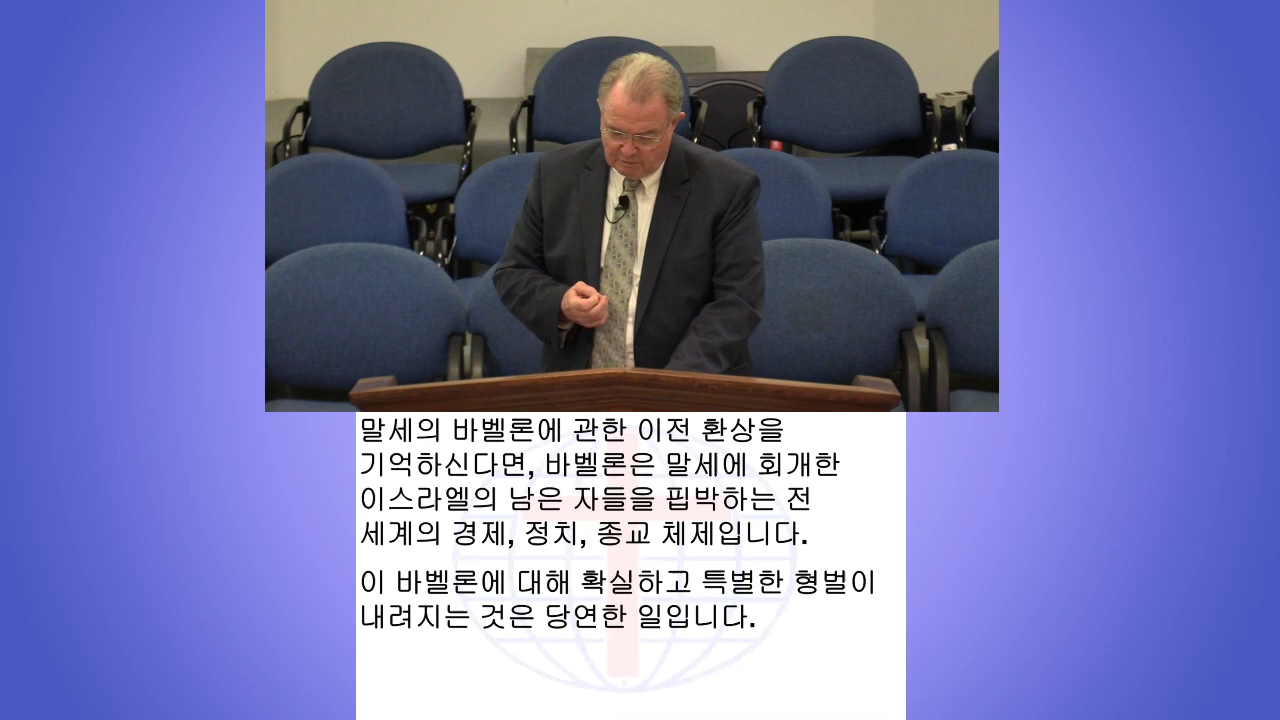 말세의 바벨론에 관한 이전 환상을
기억하신다면, 바벨론은 말세에 회개한
이스라엘의 남은 자들을 핍박하는 전
세계의 경제, 정치, 종교 체제입니다.
이 바벨론에 대해 확실하고 특별한 형벌이
내려지는 것은 당연한 일입니다.